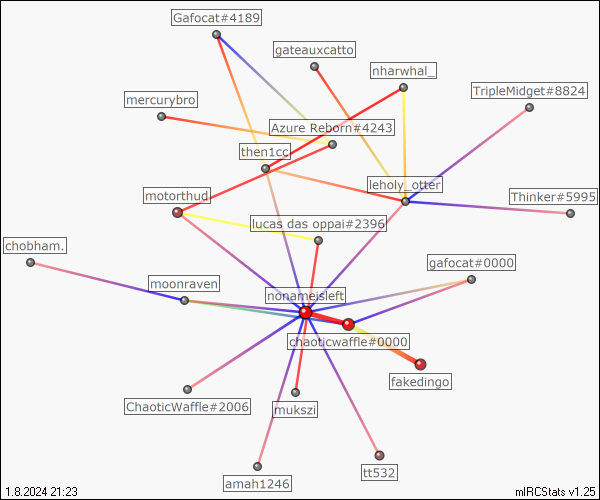 Gafocat#4189
gateauxcatto
nharwhal_
TripleMidget#8824
mercurybro
Azure Reborn#4243
then1cc
leholy_otter
motorthud
Thinker#5995
lucas das oppai#2396
chobham.
gafocat#0000
moonraven
nonameisleft
chaoticwaffle#0000
fakedingo
ChaoticWaffle#2006
mukszi
tt532
amah1246
1.8.2024 21:23
mIRCStats v1.25